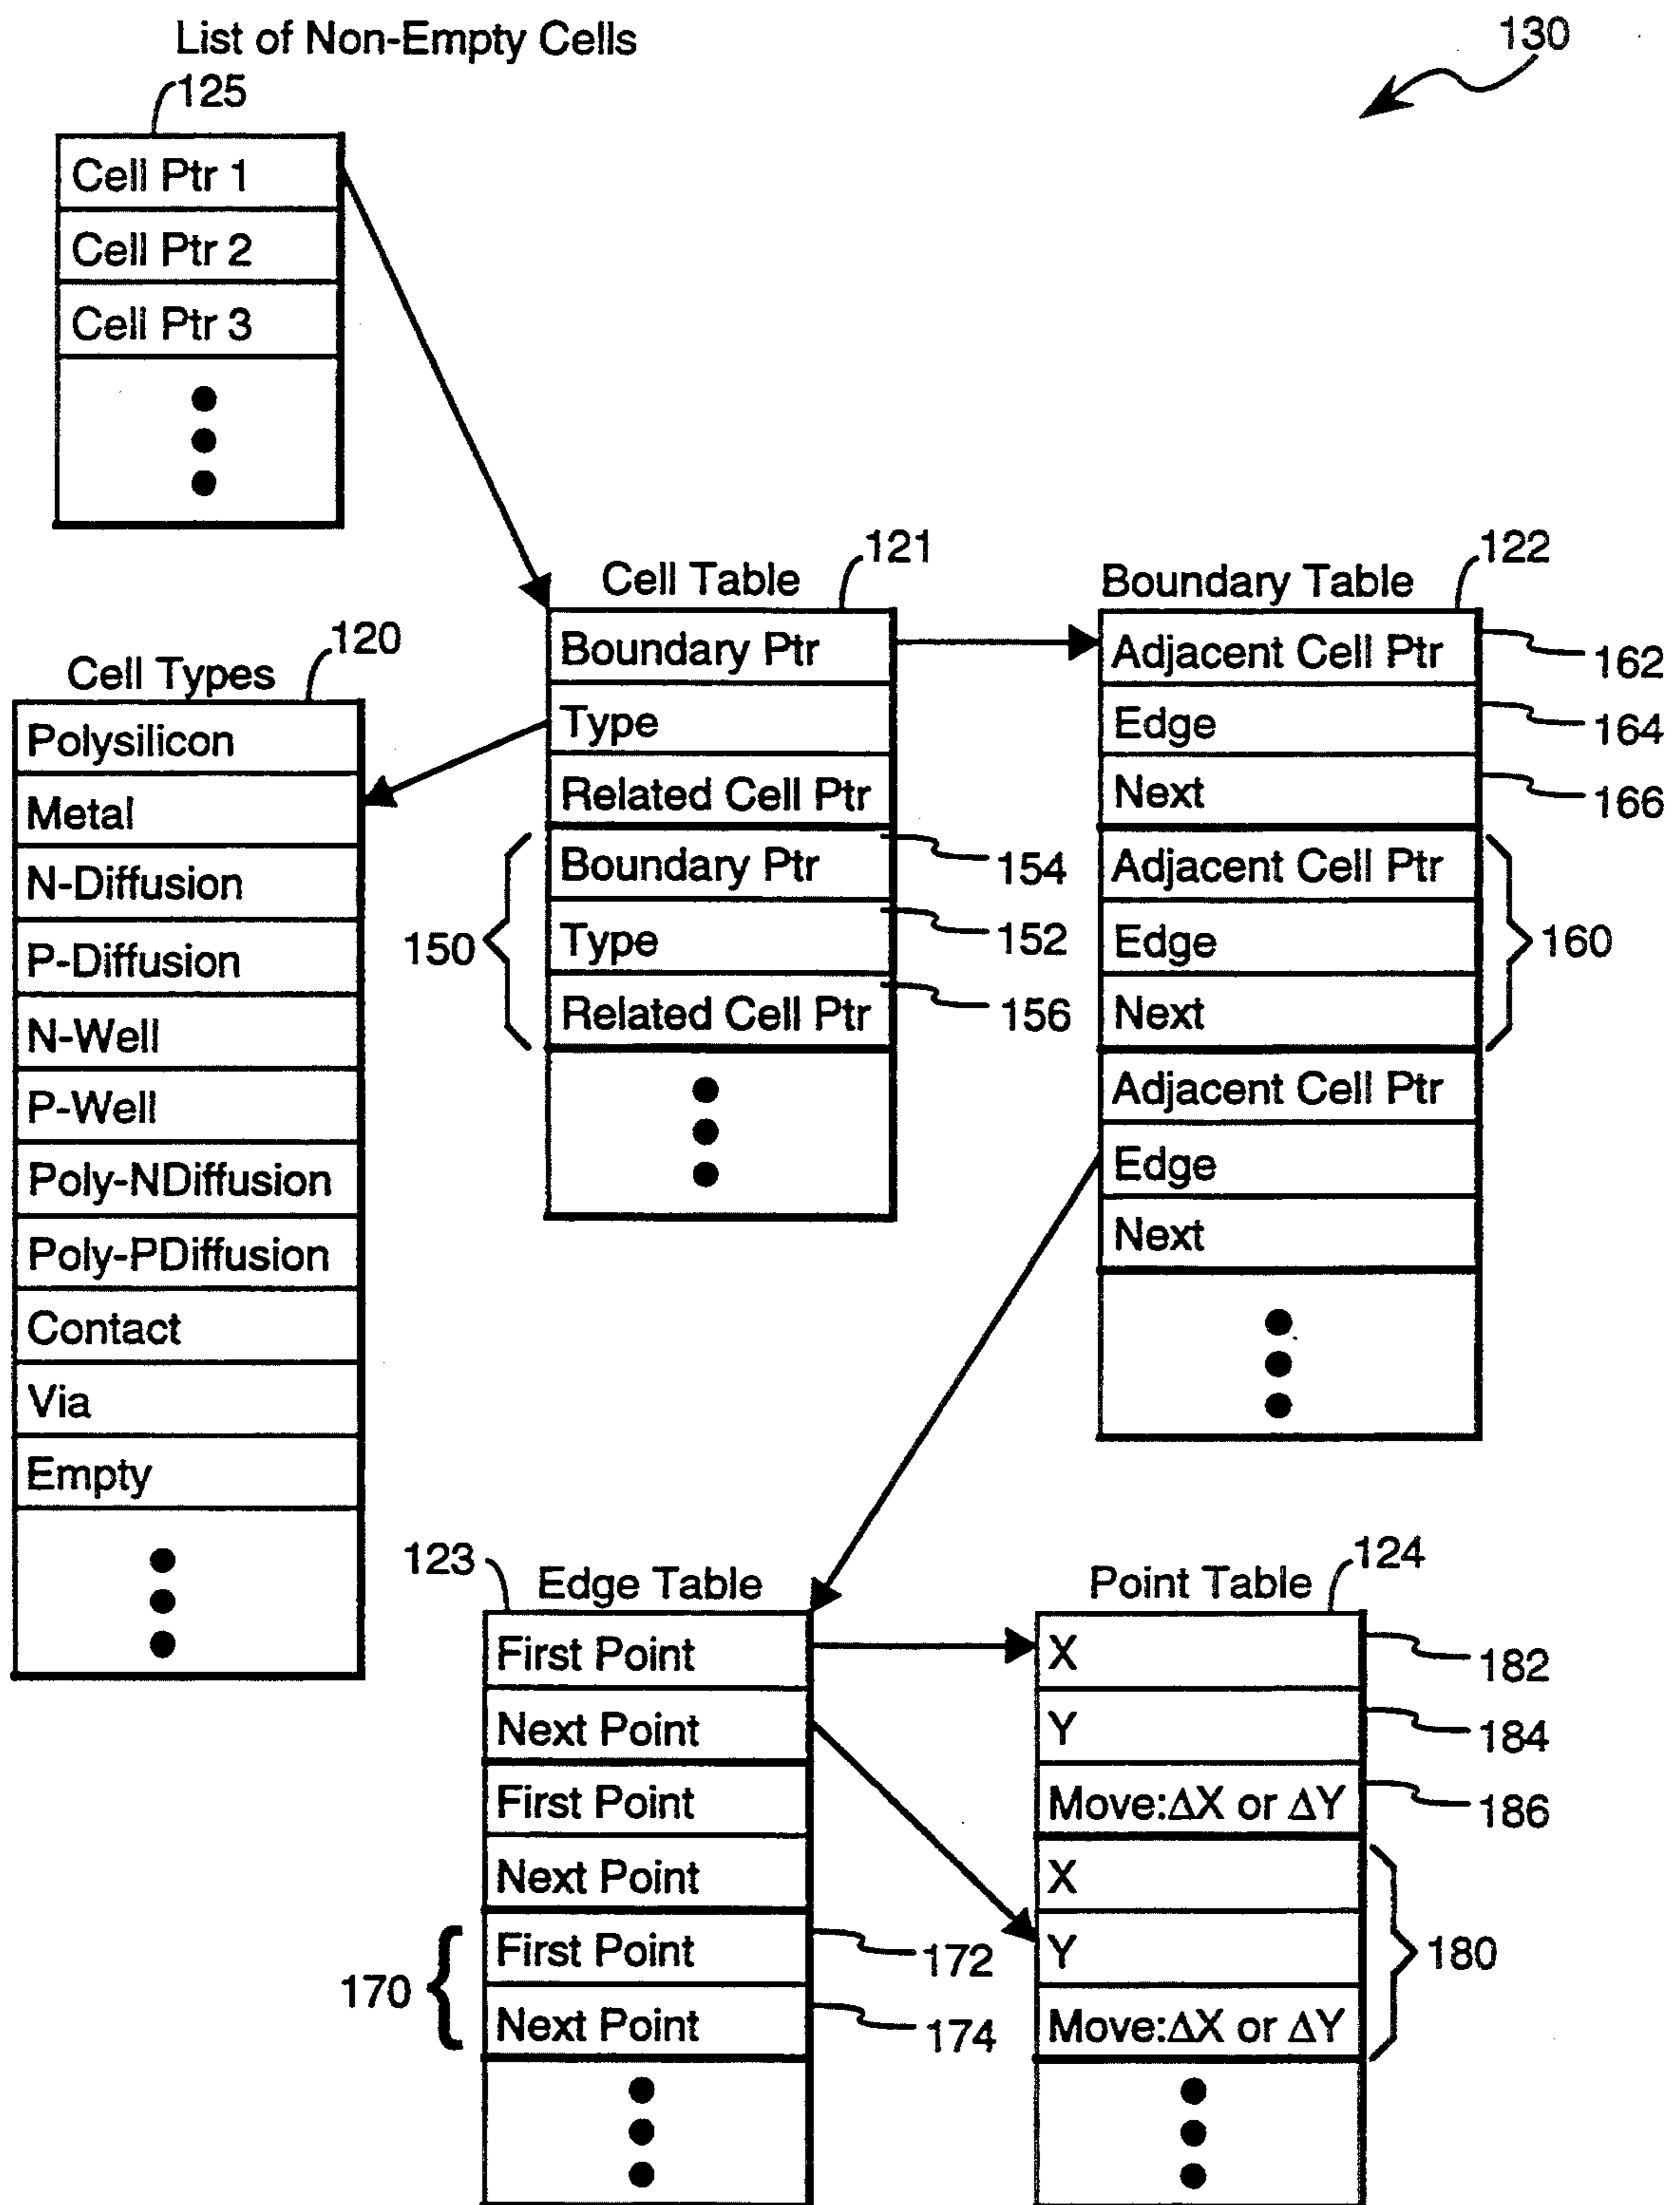 List of Non-Empty Cells
130
125
Cell Ptr 1
Cell Ptr 2
Cell Ptr 3
Cell Types
120
Polysilicon
Metal
N-Diffusion
P-Diffusion
N-Well
P-Well
Poly-NDiffusion
Poly-PDiffusion
Contact
Via
Empty
Cell Table
121
Boundary Ptr
Type
Related Cell Ptr
150
Boundary Ptr
154
Type
152
Related Cell Ptr
156
Boundary Table
122
Adjacent Cell Ptr
162
Edge
164
Next
166
Adjacent Cell Ptr
Edge
160
Next
Adjacent Cell Ptr
Edge
Next
123
Edge Table
First Point
Next Point
First Point
Next Point
170
First Point
172
Next Point
174
Point Table
124
X
182
Y
184
Move:ΔX or ΔY
186
X
Y
180
Move:ΔX or ΔY